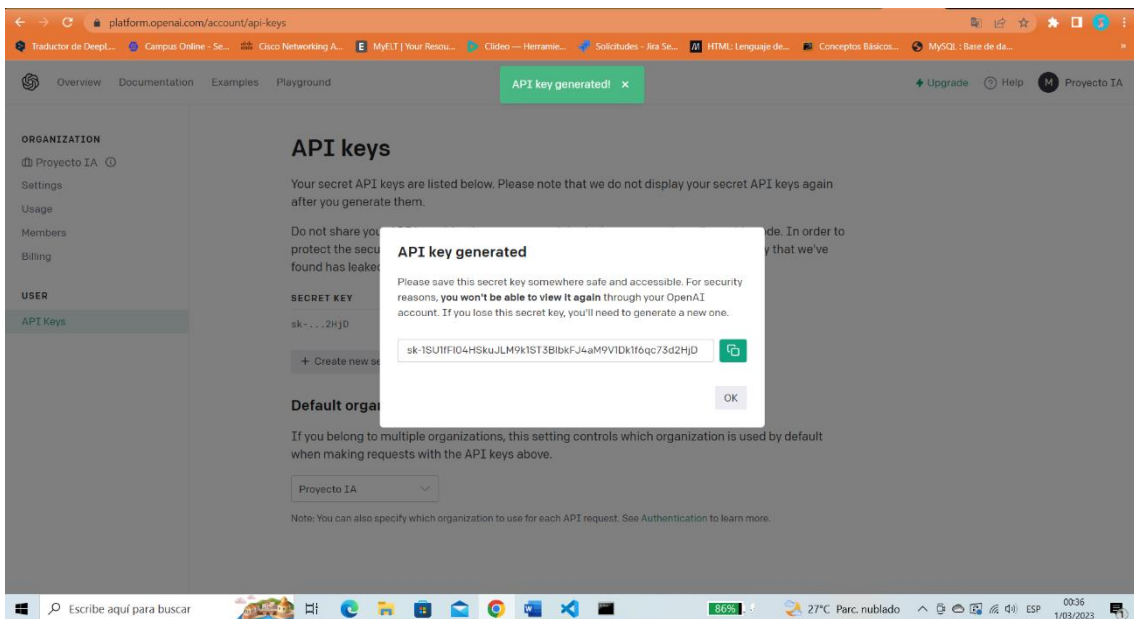 platform.openai.com/account/api-keys
Traductor de DeepL... Campus Online - Se... Cisco Networking A... MyELT | Your Resou... Clideo — Herramie... Solicitudes - Jira Se... HTML: Lenguaje de... Conceptos Básicos... MySQL : Base de da... »
Overview Documentation Examples Playground API key generated! × Upgrade Help M Proyecto IA
ORGANIZATION
Proyecto IA
Settings
Usage
Members
Billing
USER
API Keys
API keys
Your secret API keys are listed below. Please note that we do not display your secret API keys again
after you generate them.
Do not share you de. In order to
protect the secu y that we've
found has leaked
SECRET KEY
sk-...2HjD
+ Create new se
API key generated
Please save this secret key somewhere safe and accessible. For security
reasons, you won't be able to view it again through your OpenAI
account. If you lose this secret key, you'll need to generate a new one.
OK
Default orga
If you belong to multiple organizations, this setting controls which organization is used by default
when making requests with the API keys above.
Proyecto IA
Note: You can also specify which organization to use for each API request. See Authentication to learn more.
Escribe aquí para buscar 86% 27°C Parc. nublado ESP 00:36
1/03/2023